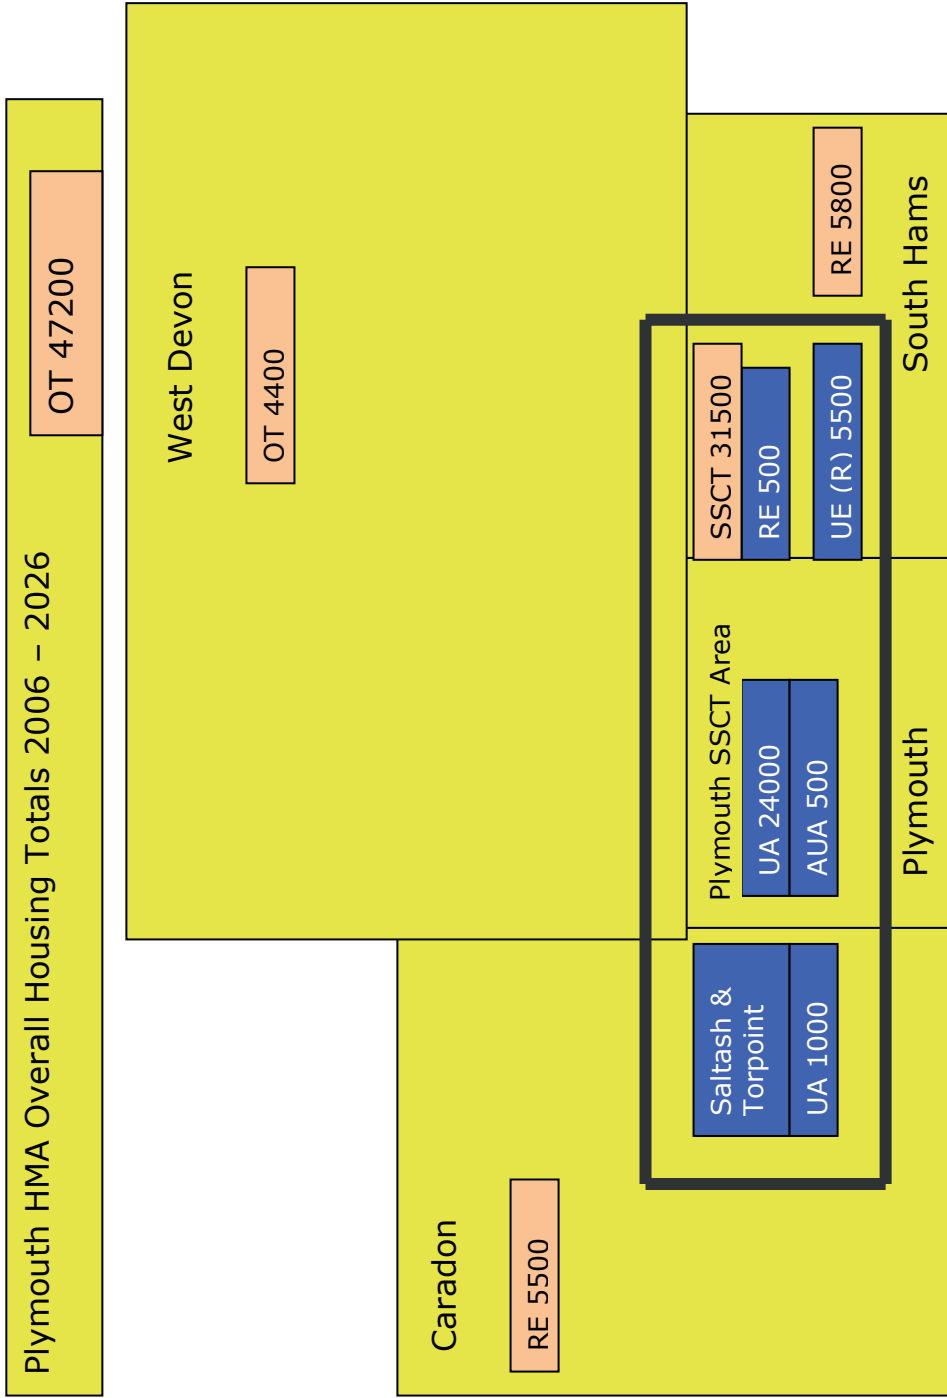 Plymouth HMA Overall Housing Totals 2006 – 2026
OT 47200
West Devon
OT 4400
Caradon
RE 5500
Saltash &
Torpoint
UA 1000
Plymouth SSCT Area
UA 24000
AUA 500
Plymouth
SSCT 31500
RE 500
UE (R) 5500
RE 5800
South Hams